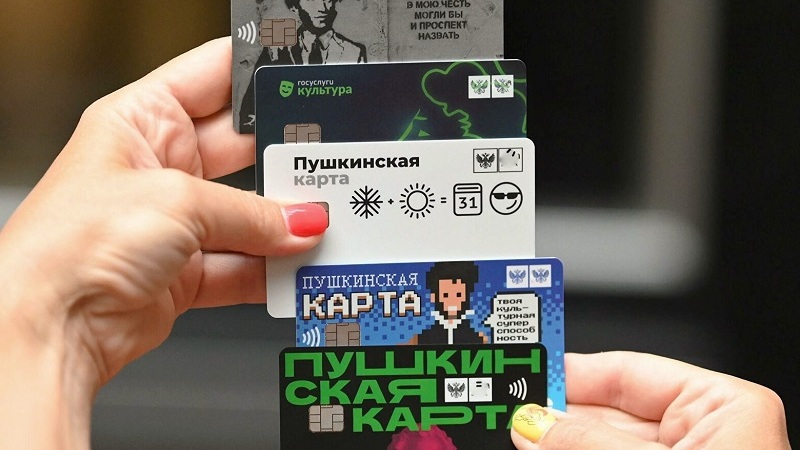 В МОЮ ЧЕСТЬ
МОГЛИ БЫ
И ПРОСПЕКТ
НАЗВАТЬ
госуслуги
культура
Пушкинская
карта
+ = 31
ПУШКИНСКАЯ
КАРТА
ТВОЯ
КУЛЬ-
ТУРНАЯ
СУПЕР
СПОСОБ
НОСТЬ
ПУШКИН
СКАЯ
КАРТА